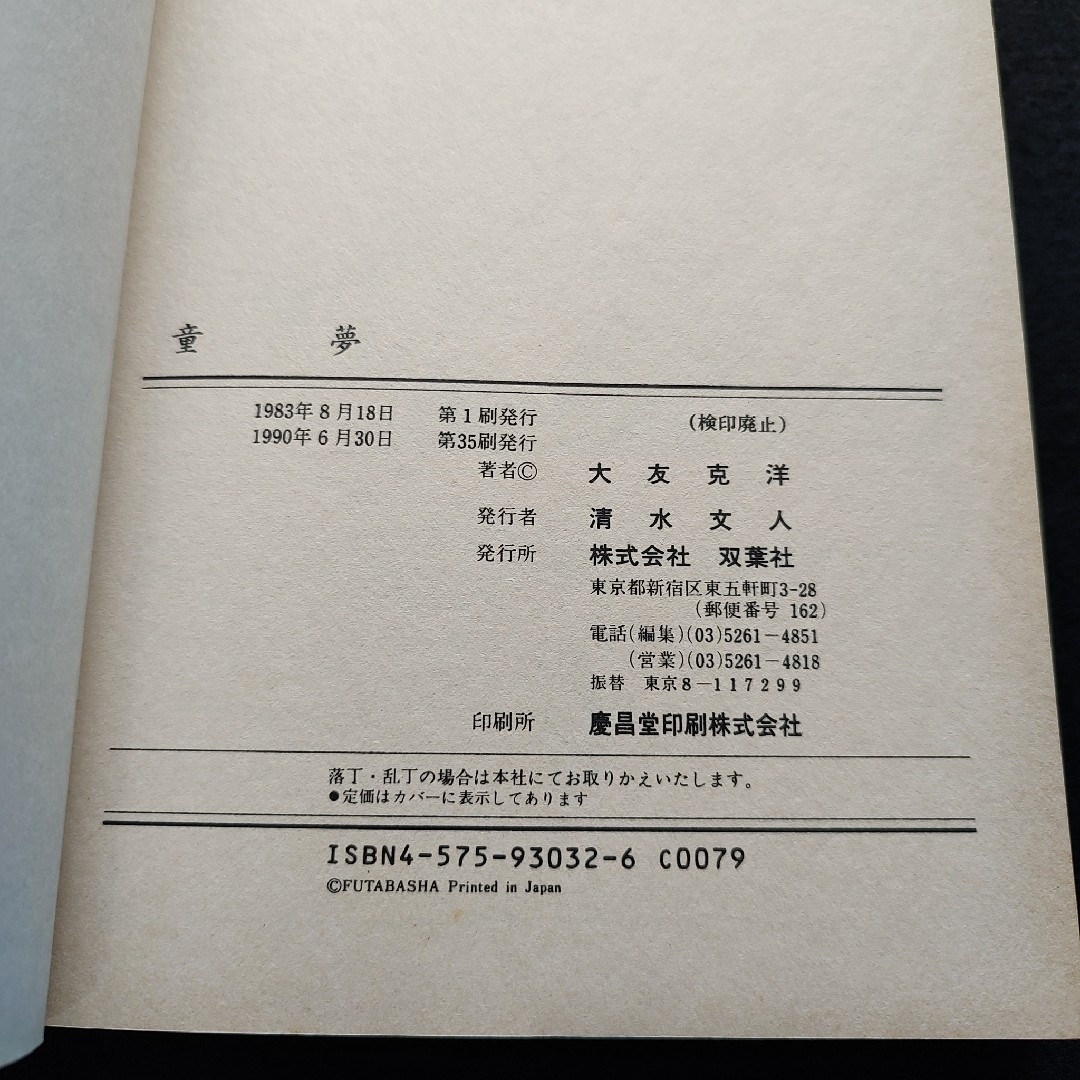 童 夢
1983年8月18日 第1刷発行 (検印廃止)
1990年6月30日 第35刷発行
著者© 大友克洋
発行者 清水文人
発行所 株式会社 双葉社
東京都新宿区東五軒町3-28
(郵便番号 162)
電話(編集)(03)5261-4851
(営業)(03)5261-4818
振替 東京8-117299
印刷所 慶昌堂印刷株式会社
落丁・乱丁の場合は本社にてお取りかえいたします。
●定価はカバーに表示してあります
ISBN4-575-93032-6 C0079
©FUTABASHA Printed in Japan